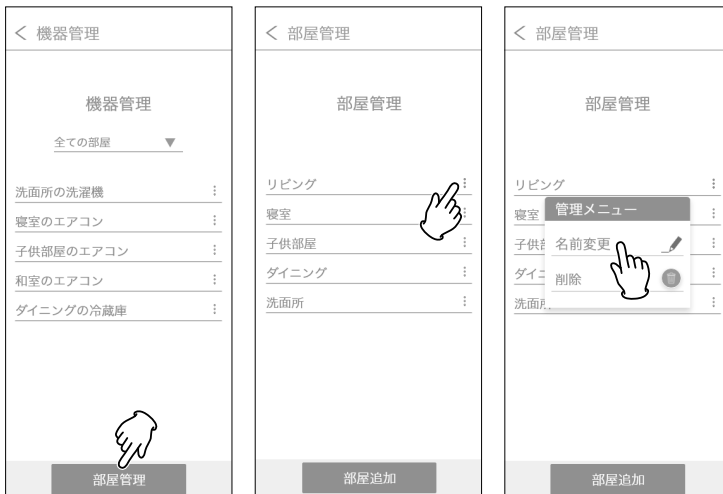 機器管理
機器管理
全ての部屋 ▼
洗面所の洗濯機
寝室のエアコン
子供部屋のエアコン
和室のエアコン
ダイニングの冷蔵庫
部屋管理
部屋管理
部屋管理
リビング
寝室
子供部屋
ダイニング
洗面所
部屋追加
部屋管理
部屋管理
リビング
寝室
管理メニュー
子供
名前変更
ダイ
削除
洗面
部屋追加